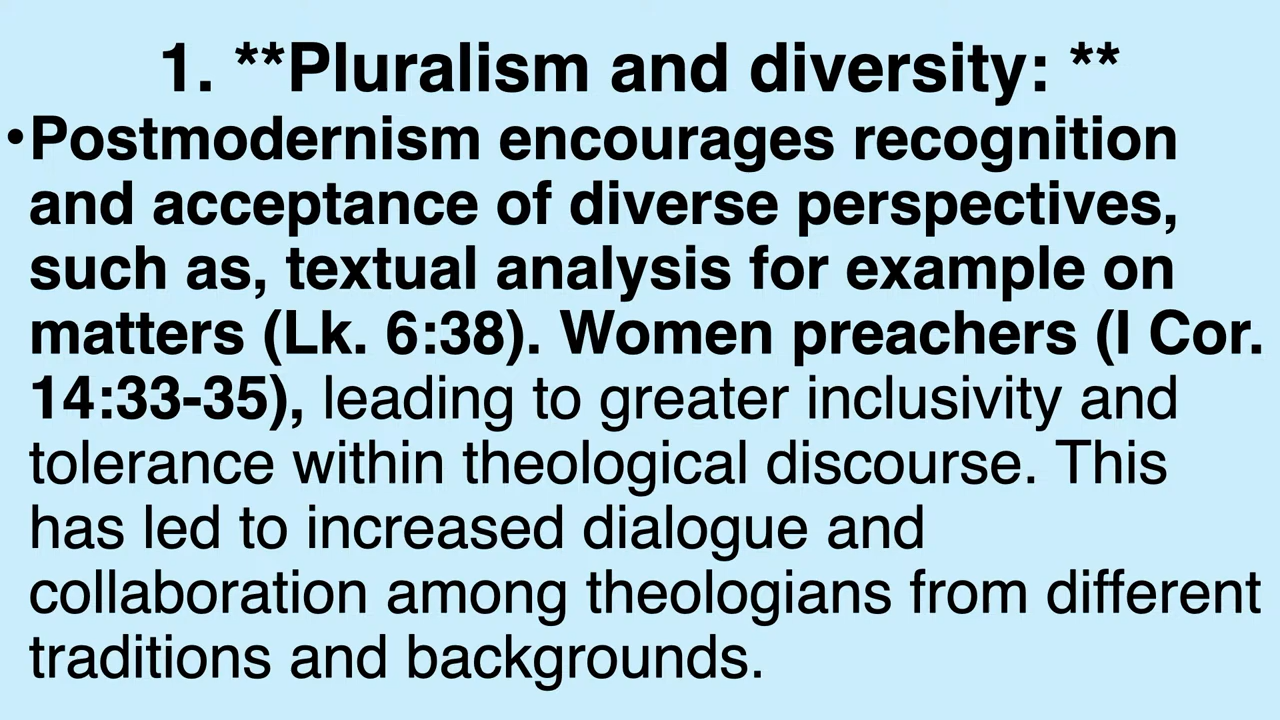 1. **Pluralism and diversity: **
•Postmodernism encourages recognition
and acceptance of diverse perspectives,
such as, textual analysis for example on
matters (Lk. 6:38). Women preachers (I Cor.
14:33-35), leading to greater inclusivity and
tolerance within theological discourse. This
has led to increased dialogue and
collaboration among theologians from different
traditions and backgrounds.